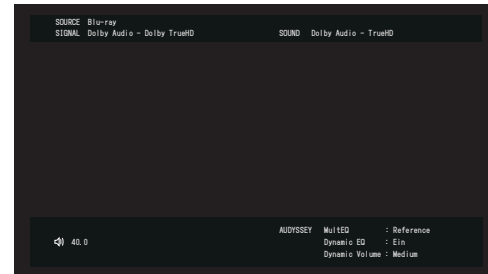 SOURCE Blu-ray
SIGNAL Dolby Audio - Dolby TrueHD SOUND Dolby Audio - TrueHD
AUDYSSEY MultEQ : Reference
40.0 Dynamic EQ : Ein
Dynamic Volume : Medium